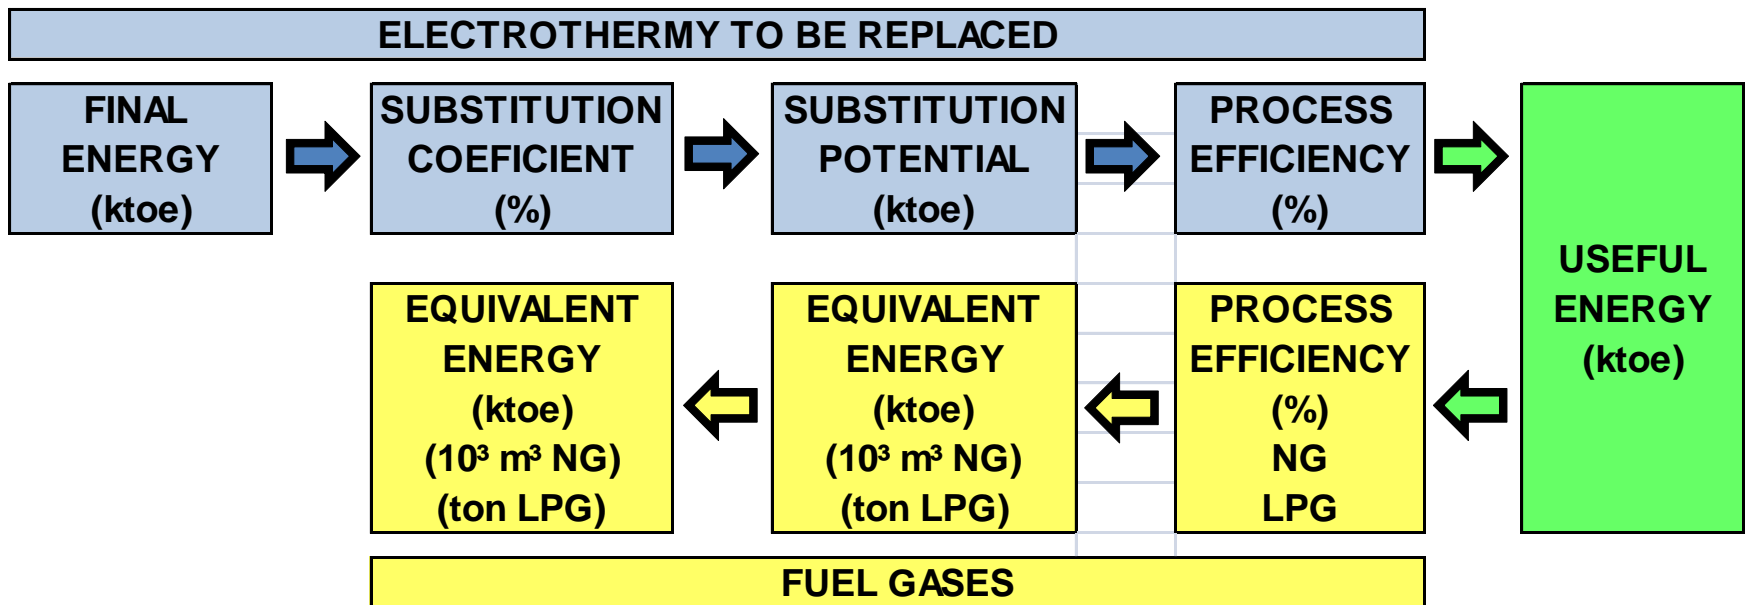 ELECTROTHERMY TO BE REPLACED
FINAL
ENERGY
(ktoe)
SUBSTITUTION
COEFICIENT
(%)
SUBSTITUTION
POTENTIAL
(ktoe)
PROCESS
EFFICIENCY
(%)
USEFUL
ENERGY
(ktoe)
EQUIVALENT
ENERGY
(ktoe)
(10³ m³ NG)
(ton LPG)
EQUIVALENT
ENERGY
(ktoe)
(10³ m³ NG)
(ton LPG)
PROCESS
EFFICIENCY
(%)
NG
LPG
FUEL GASES